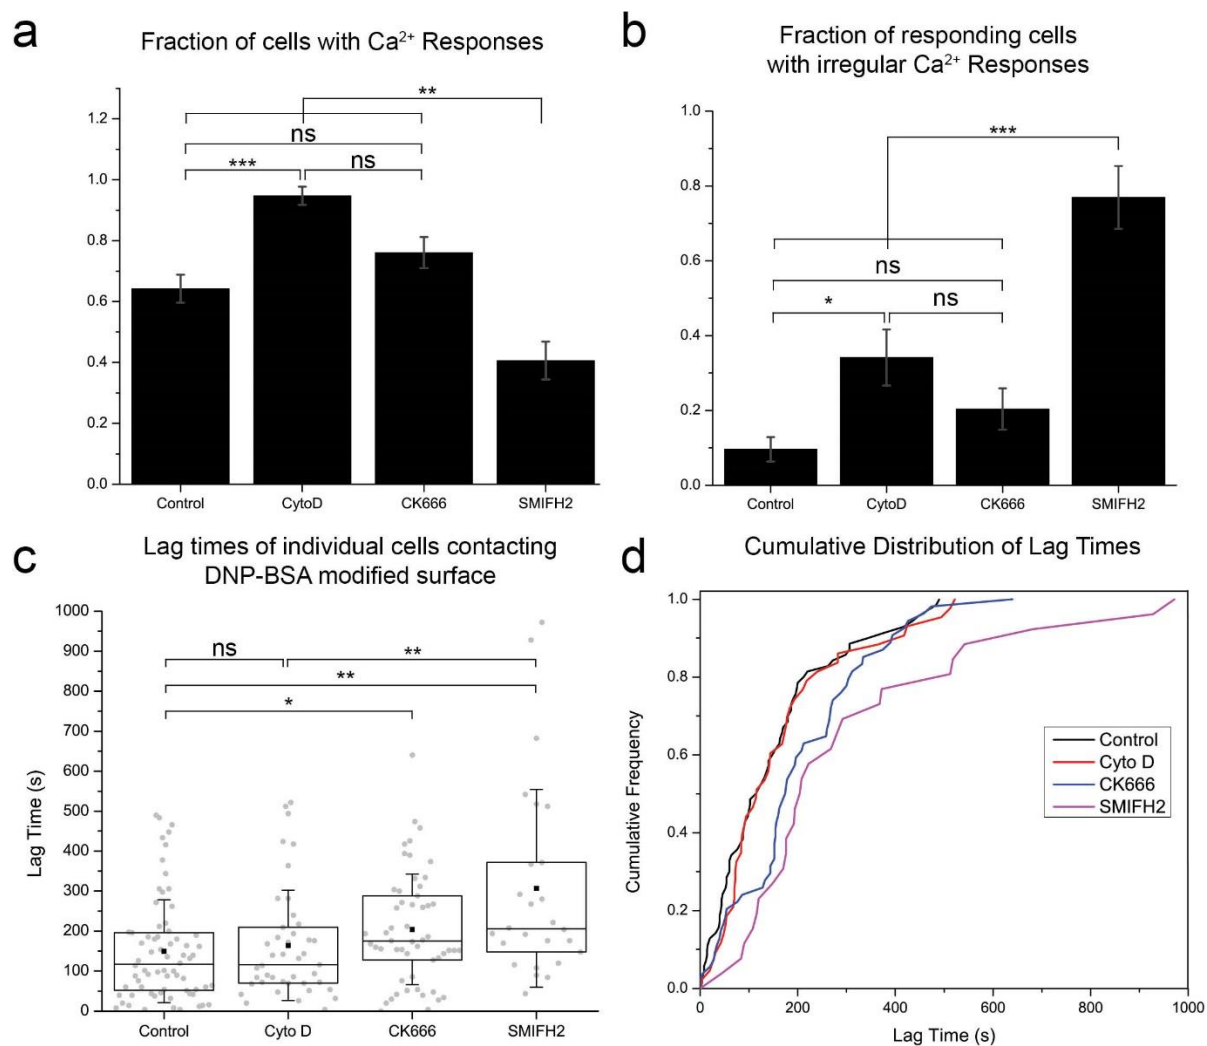 a
Fraction of cells with Ca²⁺ Responses
1.2
1.0
0.8
0.6
0.4
0.2
0.0
**
ns
***
ns
Control
CytoD
CK666
SMIFH2
b
Fraction of responding cells
with irregular Ca²⁺ Responses
1.0
0.8
0.6
0.4
0.2
0.0
***
ns
*
ns
Control
CytoD
CK666
SMIFH2
c
Lag times of individual cells contacting
DNP-BSA modified surface
Lag Time (s)
1000
900
800
700
600
500
400
300
200
100
0
ns
**
**
*
Control
Cyto D
CK666
SMIFH2
d
Cumulative Distribution of Lag Times
Cumulative Frequency
1.0
0.8
0.6
0.4
0.2
0.0
Control
Cyto D
CK666
SMIFH2
0
200
400
600
800
1000
Lag Time (s)